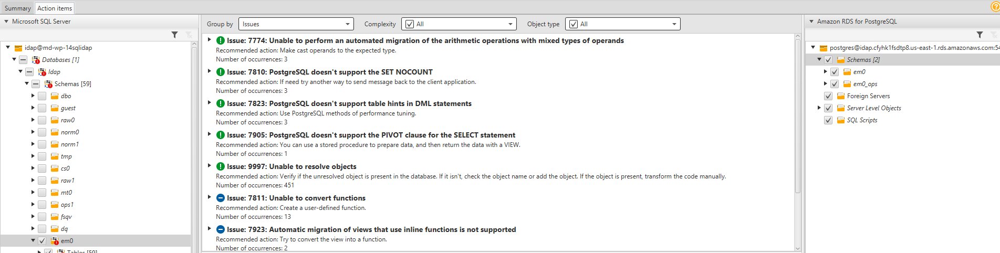 Summary Action items
Microsoft SQL Server
idap@md-wp-14sqlidap
Databases [1]
Idap
Schemas [59]
dbo
guest
raw0
norm0
norm1
tmp
cs0
raw1
mt0
ops1
fsqv
dq
em0
Tables [59]
Group by Issues Complexity All Object type All
Issue: 7774: Unable to perform an automated migration of the arithmetic operations with mixed types of operands
Recommended action: Make cast operands to the expected type.
Number of occurrences: 3
Issue: 7810: PostgreSQL doesn't support the SET NOCOUNT
Recommended action: If need try another way to send message back to the client application.
Number of occurrences: 3
Issue: 7823: PostgreSQL doesn't support table hints in DML statements
Recommended action: Use PostgreSQL methods of performance tuning.
Number of occurrences: 3
Issue: 7905: PostgreSQL doesn't support the PIVOT clause for the SELECT statement
Recommended action: You can use a stored procedure to prepare data, and then return the data with a VIEW.
Number of occurrences: 1
Issue: 9997: Unable to resolve objects
Recommended action: Verify if the unresolved object is present in the database. If it isn't, check the object name or add the object. If the object is present, transform the code manually.
Number of occurrences: 451
Issue: 7811: Unable to convert functions
Recommended action: Create a user-defined function.
Number of occurrences: 13
Issue: 7923: Automatic migration of views that use inline functions is not supported
Recommended action: Try to convert the view into a function.
Number of occurrences: 2
Amazon RDS for PostgreSQL
postgres@idap.cfyhk1fsdtp8.us-east-1.rds.amazonaws.com:54
Schemas [2]
em0
em0_ops
Foreign Servers
Server Level Objects
SQL Scripts